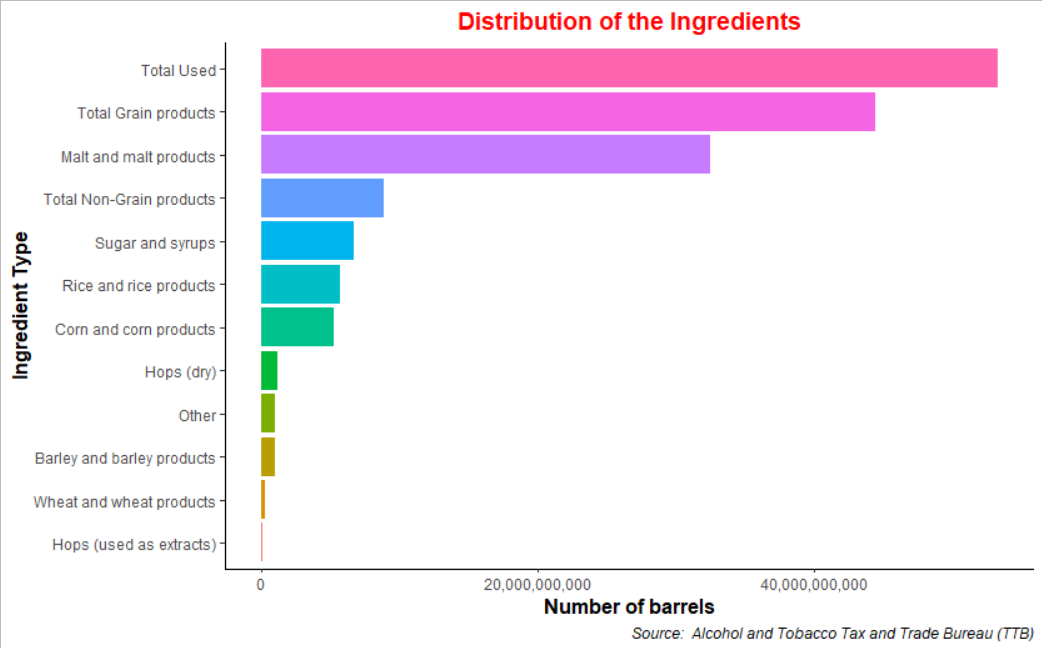 Distribution of the Ingredients
Total Used
Total Grain products
Malt and malt products
Total Non-Grain products
Sugar and syrups
Rice and rice products
Corn and corn products
Hops (dry)
Other
Barley and barley products
Wheat and wheat products
Hops (used as extracts)
Ingredient Type
0 20,000,000,000 40,000,000,000
Number of barrels
Source: Alcohol and Tobacco Tax and Trade Bureau (TTB)